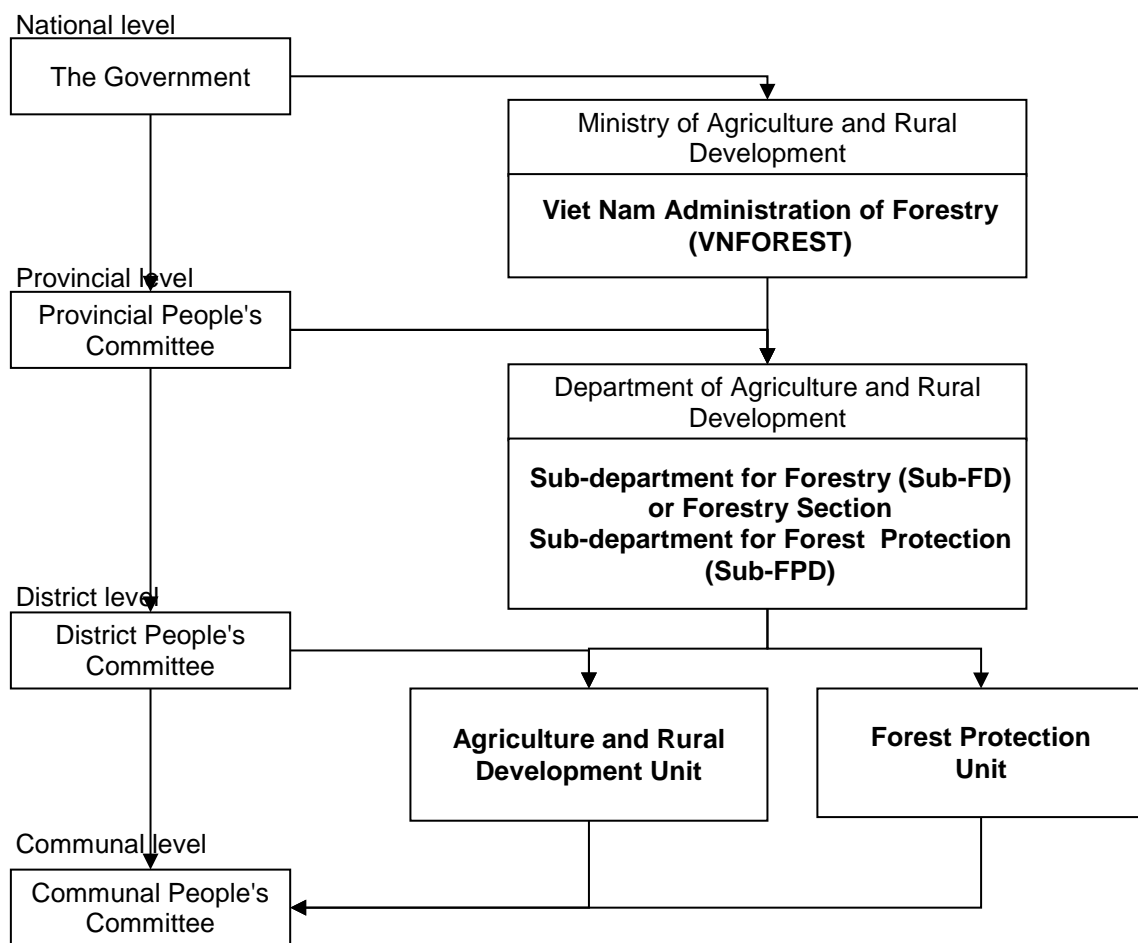 National level
The Government
Ministry of Agriculture and Rural
Development
Viet Nam Administration of Forestry
(VNFOREST)
Provincial level
Provincial People's
Committee
Department of Agriculture and Rural
Development
Sub-department for Forestry (Sub-FD)
or Forestry Section
Sub-department for Forest Protection
(Sub-FPD)
District level
District People's
Committee
Agriculture and Rural
Development Unit
Forest Protection
Unit
Communal level
Communal People's
Committee